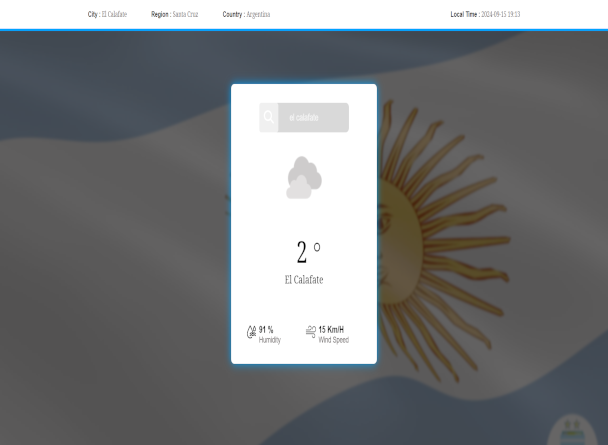 City : El Calafate Region : Santa Cruz Country : Argentina Local Time : 2024-09-15 19:13
el calafate
2 °
El Calafate
91 % 15 Km/H
Humidity Wind Speed